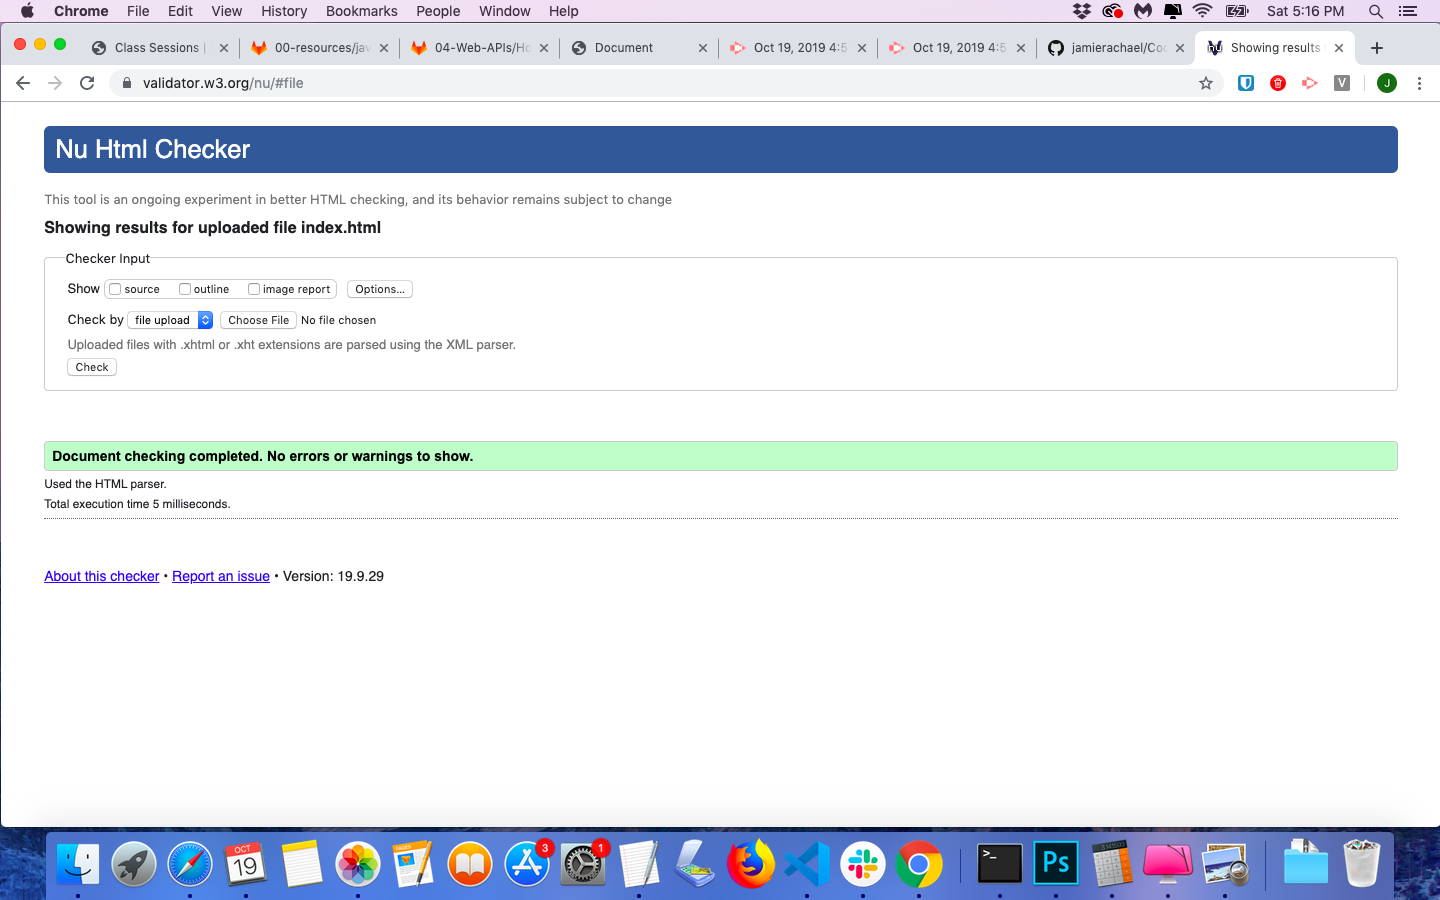 Chrome File Edit View History Bookmarks People Window Help Sat 5:16 PM
Class Sessions | 00-resources/jav 04-Web-APIs/Ho Document Oct 19, 2019 4:5 Oct 19, 2019 4:5 jamierachael/Coc Showing results
validator.w3.org/nu/#file V J
Nu Html Checker
This tool is an ongoing experiment in better HTML checking, and its behavior remains subject to change
Showing results for uploaded file index.html
Checker Input
Show source outline image report Options...
Check by file upload Choose File No file chosen
Uploaded files with .xhtml or .xht extensions are parsed using the XML parser.
Check
Document checking completed. No errors or warnings to show.
Used the HTML parser.
Total execution time 5 milliseconds.
About this checker • Report an issue • Version: 19.9.29
OCT
19
PAGES
3
1
>_
Ps